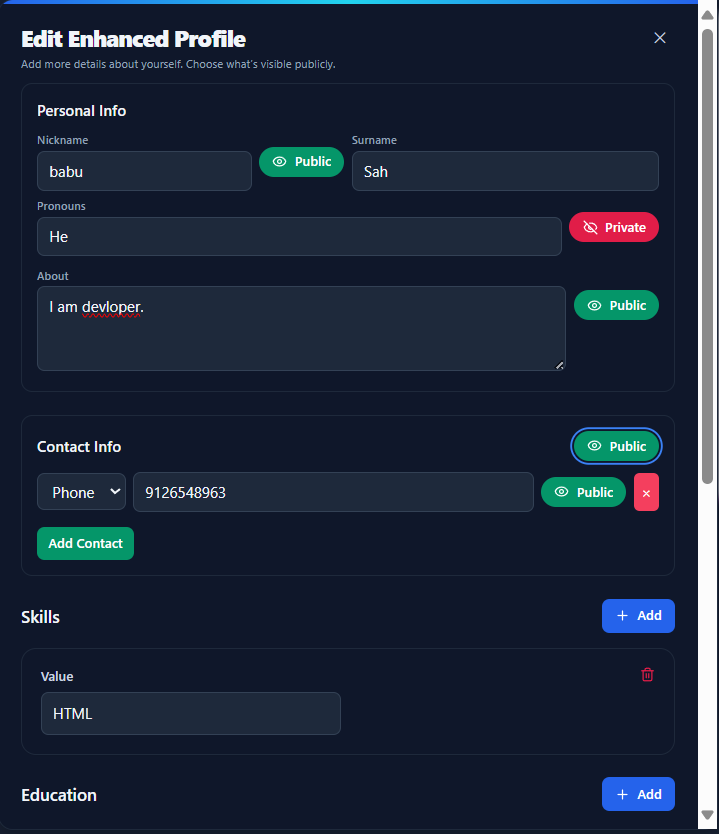 Edit Enhanced Profile
Add more details about yourself. Choose what's visible publicly.
Personal Info
Nickname
babu
Public
Surname
Sah
Pronouns
He
Private
About
I am devloper.
Public
Contact Info
Public
Phone
9126548963
Public
×
Add Contact
Skills
+ Add
Value
HTML
Education
+ Add